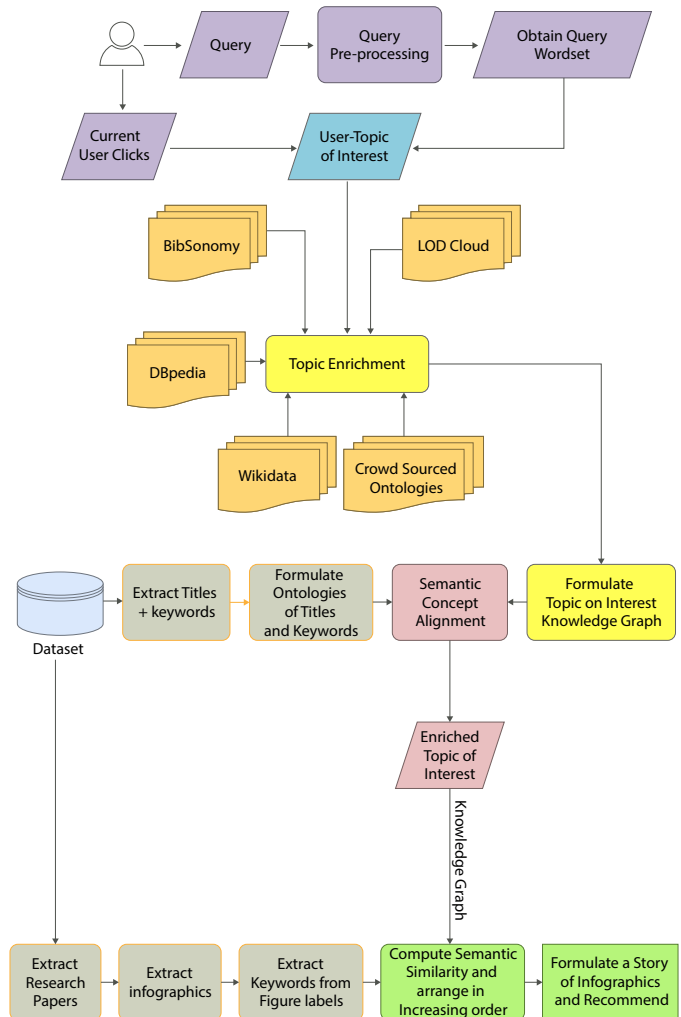 Query
Query
Pre-processing
Obtain Query
Wordset
Current
User Clicks
User-Topic
of Interest
BibSonomy
LOD Cloud
DBpedia
Topic Enrichment
Wikidata
Crowd Sourced
Ontologies
Dataset
Extract Titles
+ keywords
Formulate
Ontologies
of Titles
and Keywords
Semantic
Concept
Alignment
Formulate
Topic on Interest
Knowledge Graph
Enriched
Topic of
Interest
Knowledge Graph
Extract
Research
Papers
Extract
infographics
Extract
Keywords from
Figure labels
Compute Semantic
Similarity and
arrange in
Increasing order
Formulate a Story
of Infographics
and Recommend